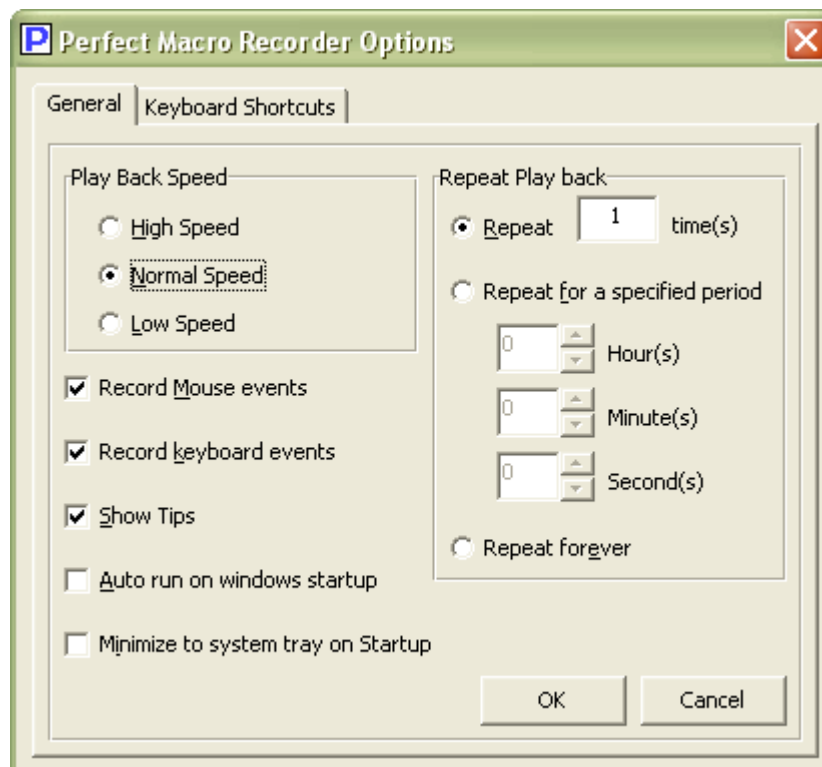 P Perfect Macro Recorder Options
General Keyboard Shortcuts
Play Back Speed
High Speed
Normal Speed
Low Speed
Record Mouse events
Record keyboard events
Show Tips
Auto run on windows startup
Minimize to system tray on Startup
Repeat Play back
Repeat 1 time(s)
Repeat for a specified period
0 Hour(s)
0 Minute(s)
0 Second(s)
Repeat forever
OK Cancel